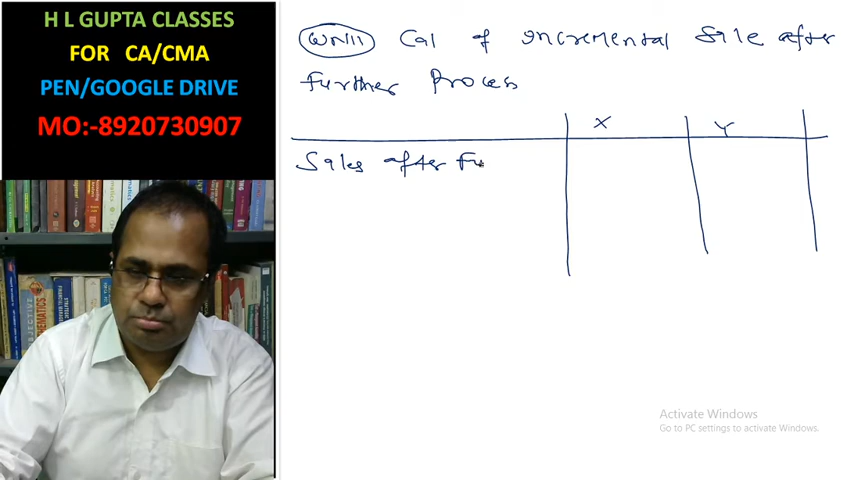 H L GUPTA CLASSES
FOR CA/CMA
PEN/GOOGLE DRIVE
MO:-8920730907
WN11 Cal of incremental Sale after
Further Process
X Y
Sales after Fu
Activate Windows
Go to PC settings to activate Windows.